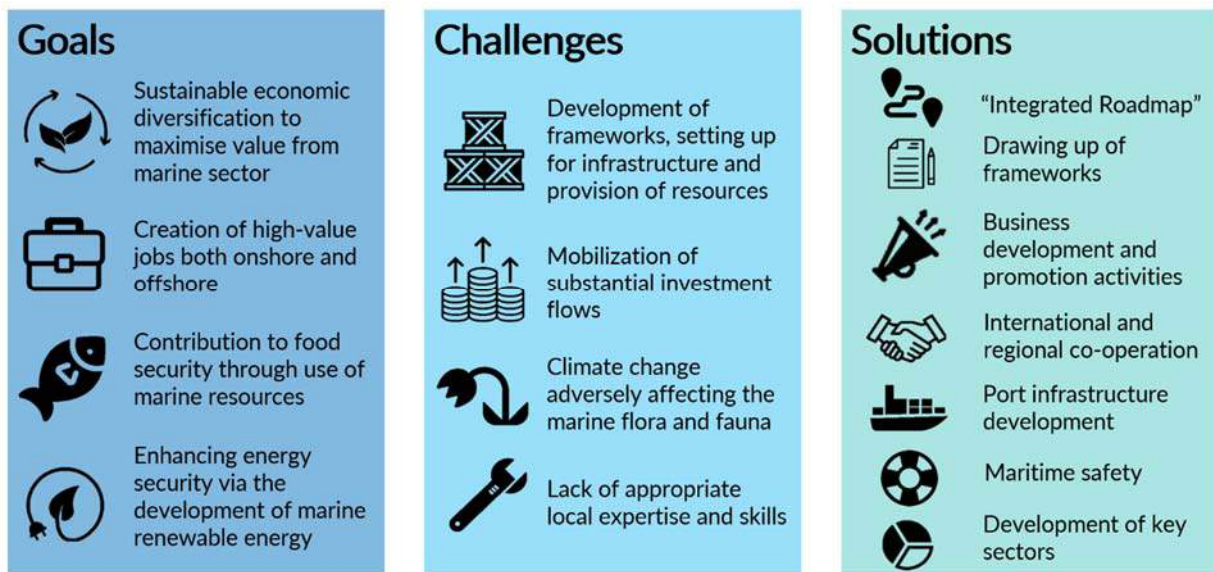 Goals
Sustainable economic
diversification to
maximise value from
marine sector
Creation of high-value
jobs both onshore and
offshore
Contribution to food
security through use of
marine resources
Enhancing energy
security via the
development of marine
renewable energy
Challenges
Development of
frameworks, setting up
for infrastructure and
provision of resources
Mobilization of
substantial investment
flows
Climate change
adversely affecting the
marine flora and fauna
Lack of appropriate
local expertise and skills
Solutions
“Integrated Roadmap”
Drawing up of
frameworks
Business
development and
promotion activities
International and
regional co-operation
Port infrastructure
development
Maritime safety
Development of key
sectors